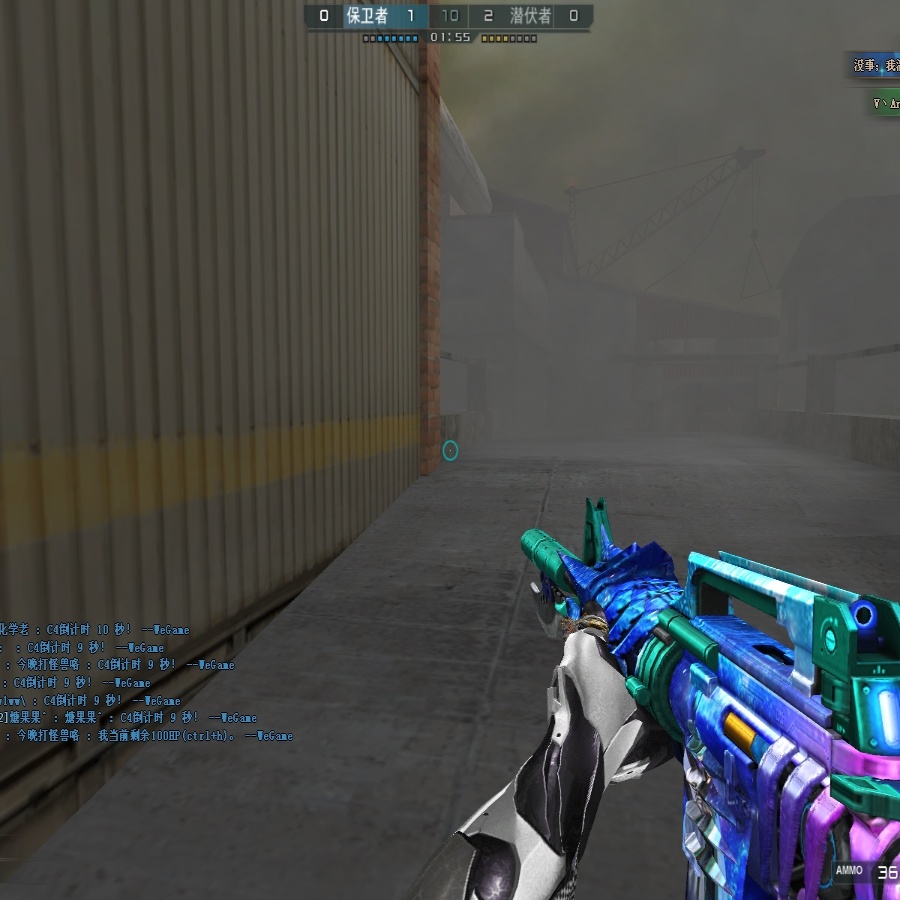 0 保卫者 1 10 2 潜伏者 0
01:55
没事；我
V丶Ar
化学老 : C4倒计时 10 秒! --WeGame
: C4倒计时 9 秒! --WeGame
: 今晚打怪兽咯 : C4倒计时 9 秒! --WeGame
: C4倒计时 9 秒! --WeGame
: C4倒计时 9 秒! --WeGame
2]糖果果ˇ : 糖果果ˇ : C4倒计时 9 秒! --WeGame
: 今晚打怪兽咯 : 我当前剩余100HP(ctrl+h)。 --WeGame
AMMO 36